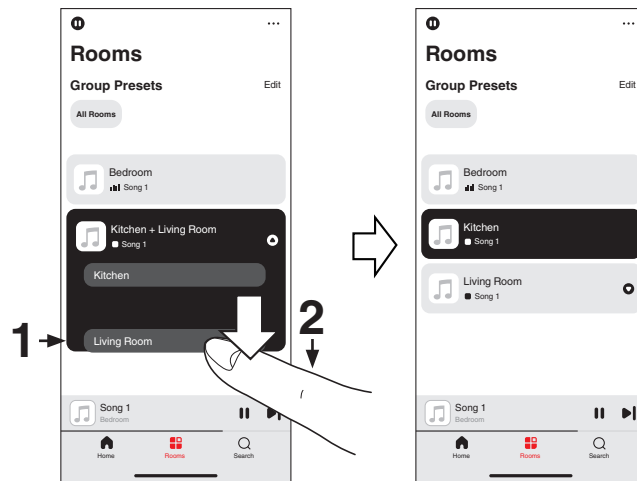 Rooms
Group Presets Edit
All Rooms
Bedroom
Song 1
Kitchen + Living Room
Song 1
Kitchen
Living Room
1
2
Song 1
Bedroom
Home Rooms Search
Rooms
Group Presets Edit
All Rooms
Bedroom
Song 1
Kitchen
Song 1
Living Room
Song 1
Song 1
Bedroom
Home Rooms Search